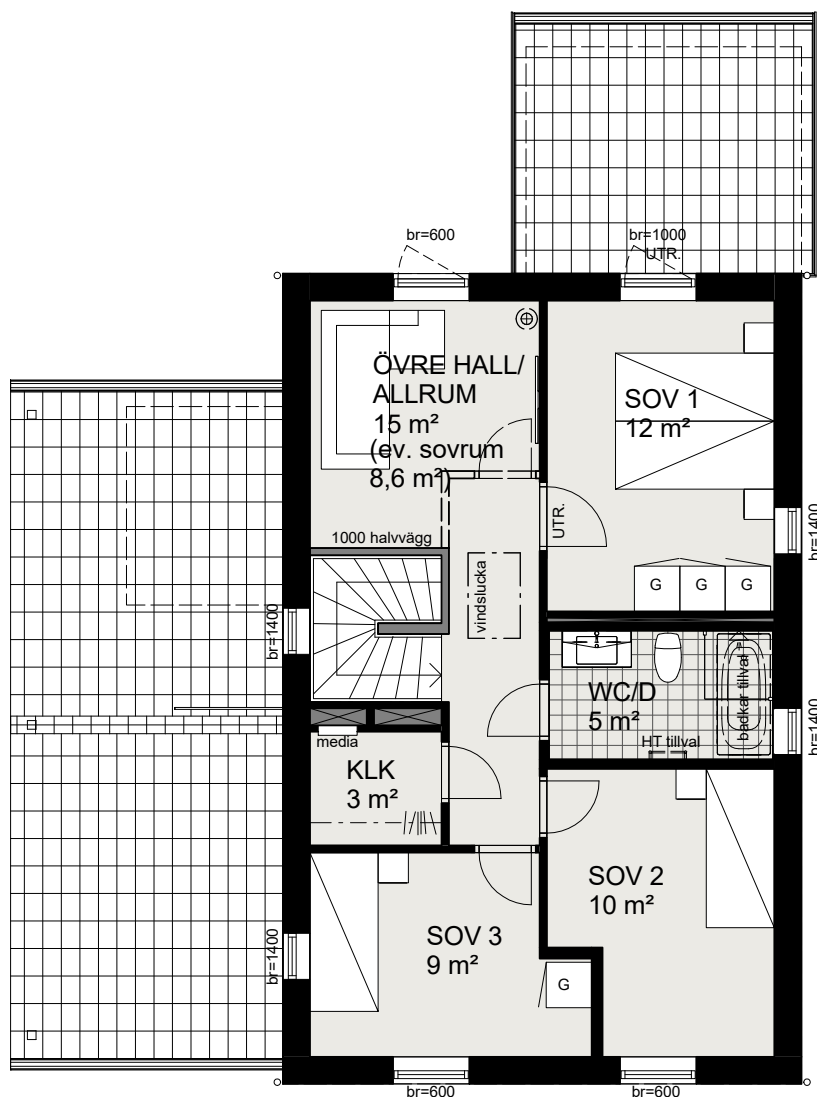 br=600
br=1000
UTR.
ÖVRE HALL/
ALLRUM
15 m²
(ev. sovrum
8,6 m²)
SOV 1
12 m²
UTR.
br=1400
1000 halvvägg
vindslucka
G
G
G
br=1400
WC/D
5 m²
badkar tillval
HT tillval
br=1400
media
KLK
3 m²
SOV 2
10 m²
SOV 3
9 m²
br=1400
G
br=600
br=600